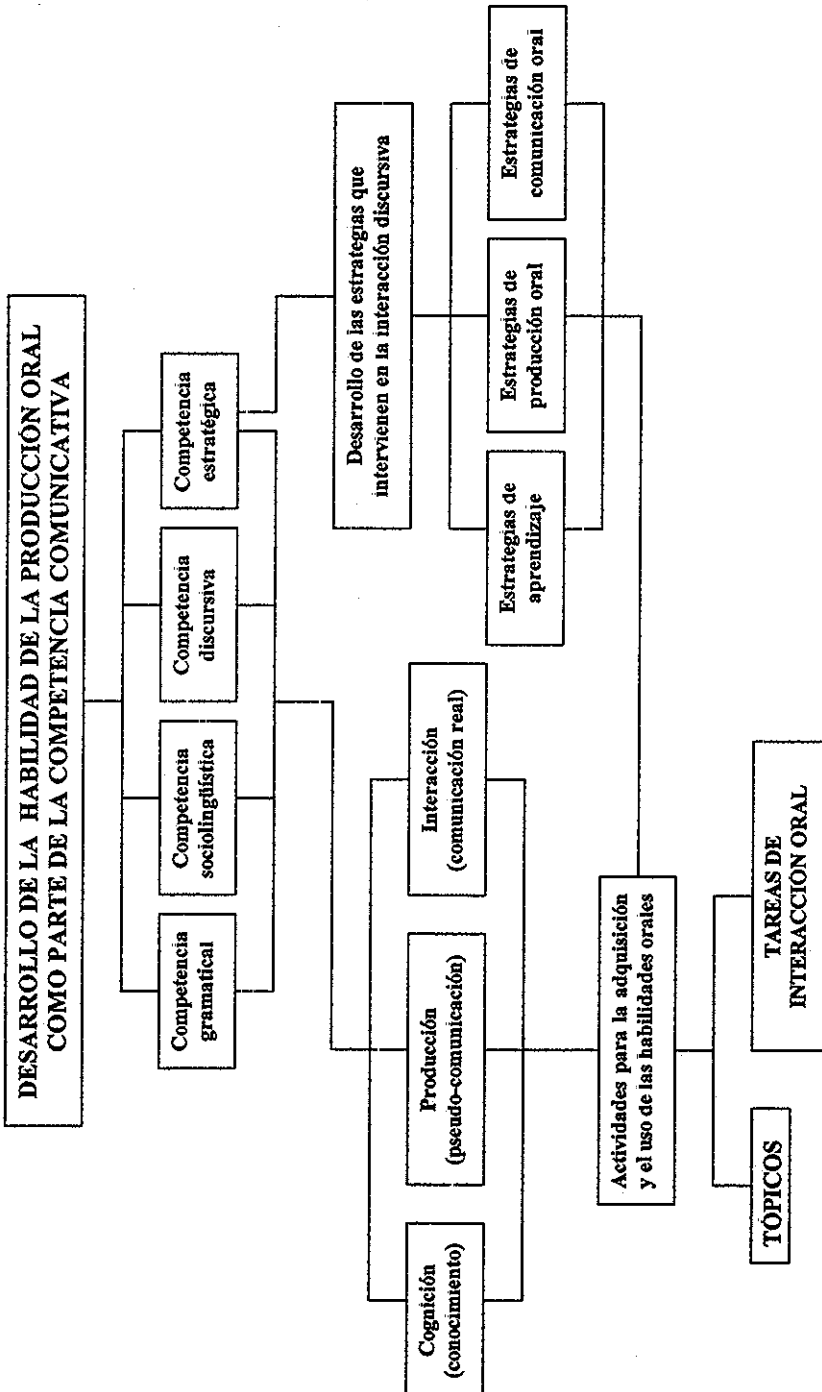 DESARROLLO DE LA HABILIDAD DE LA PRODUCCIÓN ORAL
COMO PARTE DE LA COMPETENCIA COMUNICATIVA
Competencia
gramatical
Competencia
sociolingüística
Competencia
discursiva
Competencia
estratégica
Cognición
(conocimiento)
Producción
(pseudo-comunicación)
Interacción
(comunicación real)
Desarrollo de las estrategias que
intervienen en la interacción discursiva
Estrategias de
aprendizaje
Estrategias de
producción oral
Estrategias de
comunicación oral
Actividades para la adquisición
y el uso de las habilidades orales
TÓPICOS
TAREAS DE
INTERACCIÓN ORAL